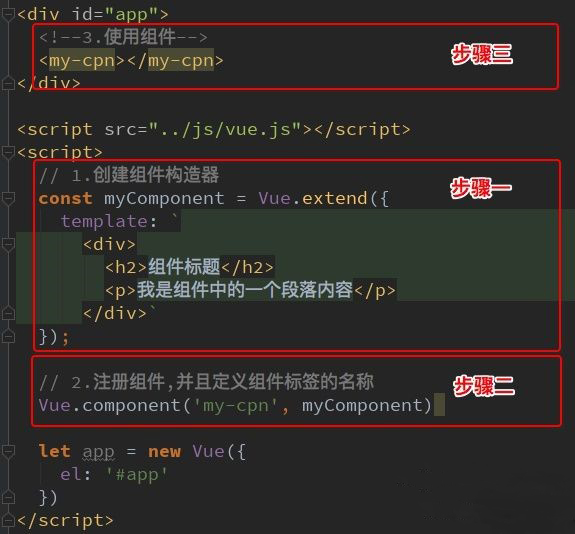 <div id="app">
<!--3.使用组件-->
<my-cpn></my-cpn> 步骤三
</div>
<script src="../js/vue.js"></script>
<script>
// 1.创建组件构造器
const myComponent = Vue.extend({ 步骤一
template: `
<div>
<h2>组件标题</h2>
<p>我是组件中的一个段落内容</p>
</div>`
});
// 2.注册组件,并且定义组件标签的名称 步骤二
Vue.component('my-cpn', myComponent)
let app = new Vue({
el: '#app'
})
</script>